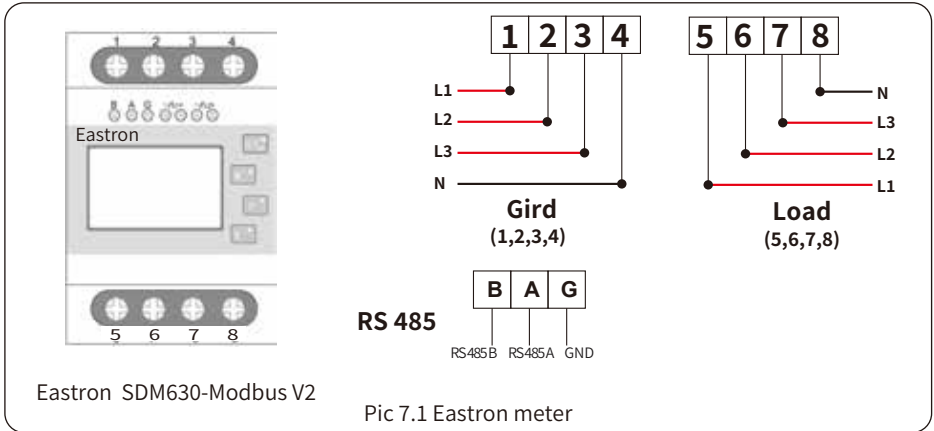 1 2 3 4
B A G
Eastron
5 6 7 8
Eastron SDM630-Modbus V2
1 2 3 4
L1
L2
L3
N
Gird
(1,2,3,4)
5 6 7 8
N
L3
L2
L1
Load
(5,6,7,8)
RS 485
B A G
RS485B RS485A GND
Pic 7.1 Eastron meter